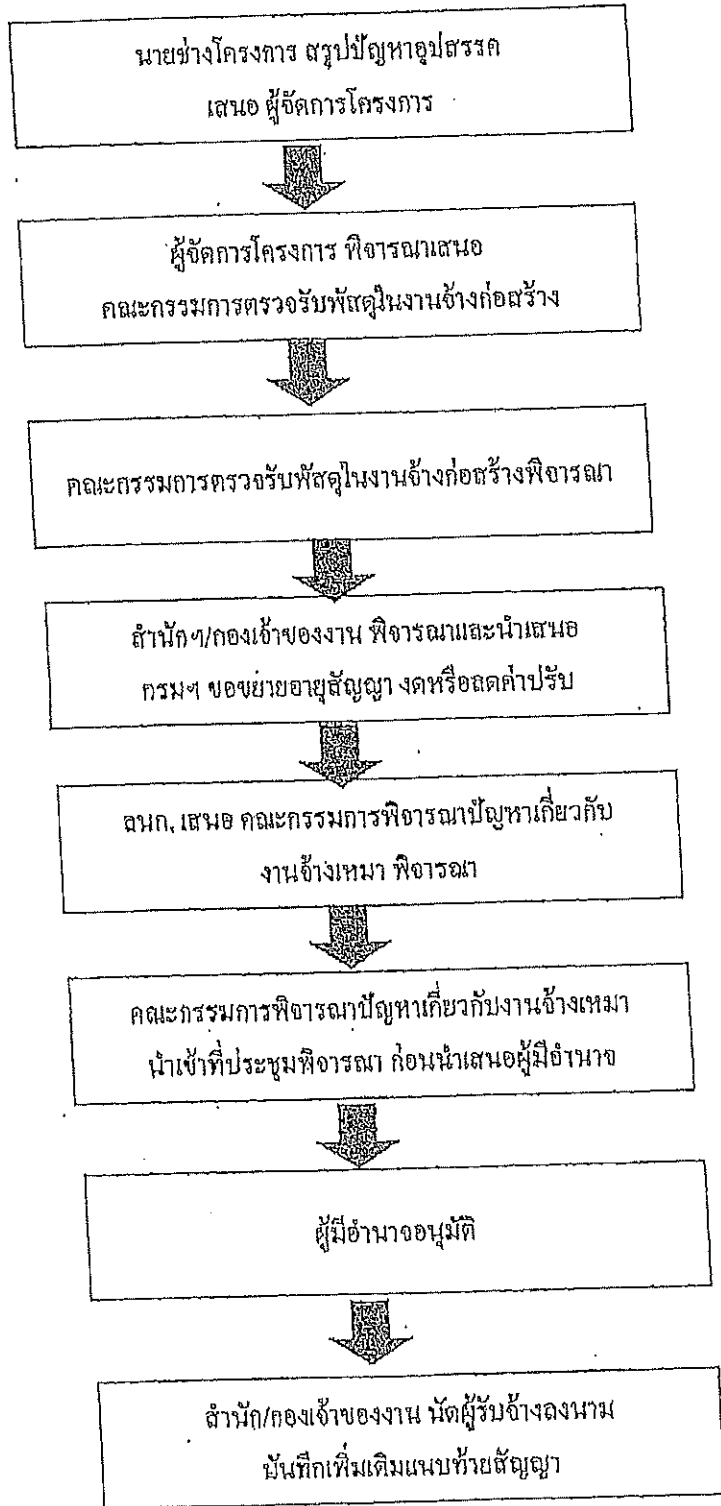 นายช่างโครงการ สรุปปัญหาอุปสรรค
เสนอ ผู้จัดการโครงการ
ผู้จัดการโครงการ พิจารณาเสนอ
คณะกรรมการตรวจรับพัสดุในงานจ้างก่อสร้าง
คณะกรรมการตรวจรับพัสดุในงานจ้างก่อสร้างพิจารณา
สำนักฯ/กองเจ้าของงาน พิจารณาและนำเสนอ
กรมฯ ขอขยายอายุสัญญา งดหรือลดค่าปรับ
ลนก. เสนอ คณะกรรมการพิจารณาปัญหาเกี่ยวกับ
งานจ้างเหมา พิจารณา
คณะกรรมการพิจารณาปัญหาเกี่ยวกับงานจ้างเหมา
นำเข้าที่ประชุมพิจารณา ก่อนนำเสนอผู้มีอำนาจ
ผู้มีอำนาจอนุมัติ
สำนัก/กองเจ้าของงาน นัดผู้รับจ้างลงนาม
บันทึกเพิ่มเติมแนบท้ายสัญญา